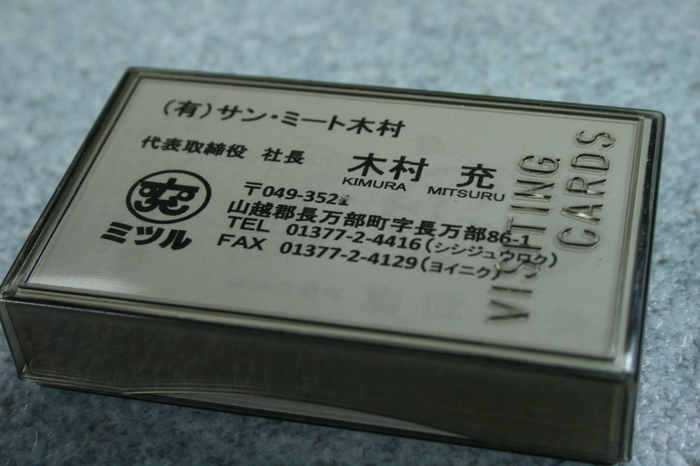 (有)サン・ミート木村
代表取締役 社長 木村 充
KIMURA MITSURU
ミツル
〒049-352
山越郡長万部町字長万部86-1
TEL 01377-2-4416(シシジュウロク)
FAX 01377-2-4129(ヨイニク)
VISITING
CARDS